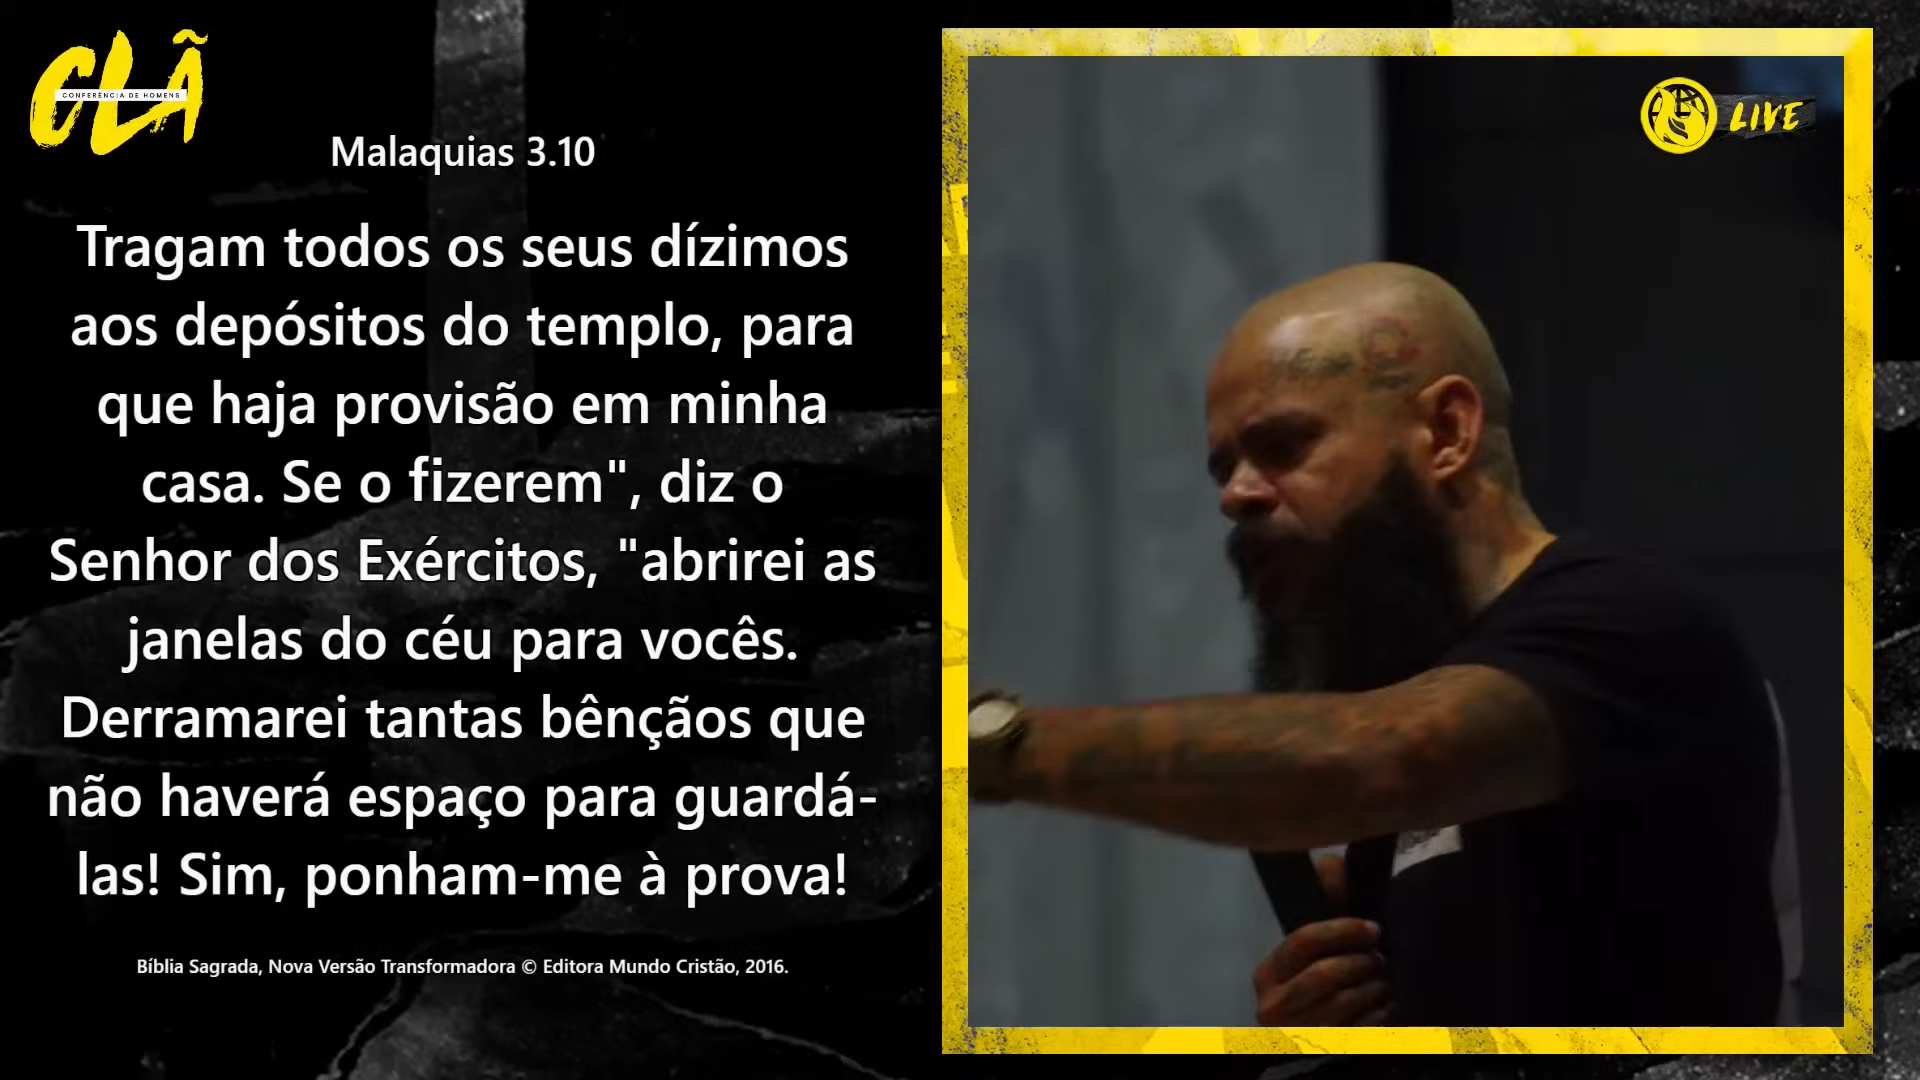 CLÃ
CONFERÊNCIA DE HOMENS
Malaquias 3.10
Tragam todos os seus dízimos
aos depósitos do templo, para
que haja provisão em minha
casa. Se o fizerem", diz o
Senhor dos Exércitos, "abrirei as
janelas do céu para vocês.
Derramarei tantas bênçãos que
não haverá espaço para guardá-
las! Sim, ponham-me à prova!
Bíblia Sagrada, Nova Versão Transformadora © Editora Mundo Cristão, 2016.
LIVE